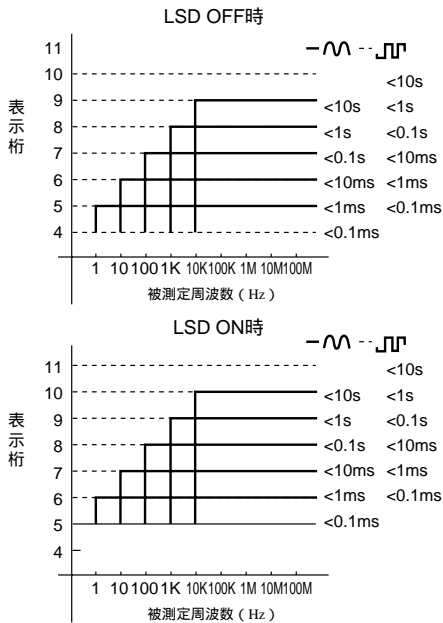 LSD OFF時
11
10
<10s
9
<10s <1s
8
<1s <0.1s
7
<0.1s <10ms
6
<10ms <1ms
5
<1ms <0.1ms
4
<0.1ms
表示桁
1 10 100 1K 10K 100K 1M 10M 100M
被測定周波数（Hz）
LSD ON時
11
<10s
10
<10s <1s
9
<1s <0.1s
8
<0.1s <10ms
7
<10ms <1ms
6
<1ms <0.1ms
5
<0.1ms
4
表示桁
1 10 100 1K 10K 100K 1M 10M 100M
被測定周波数（Hz）